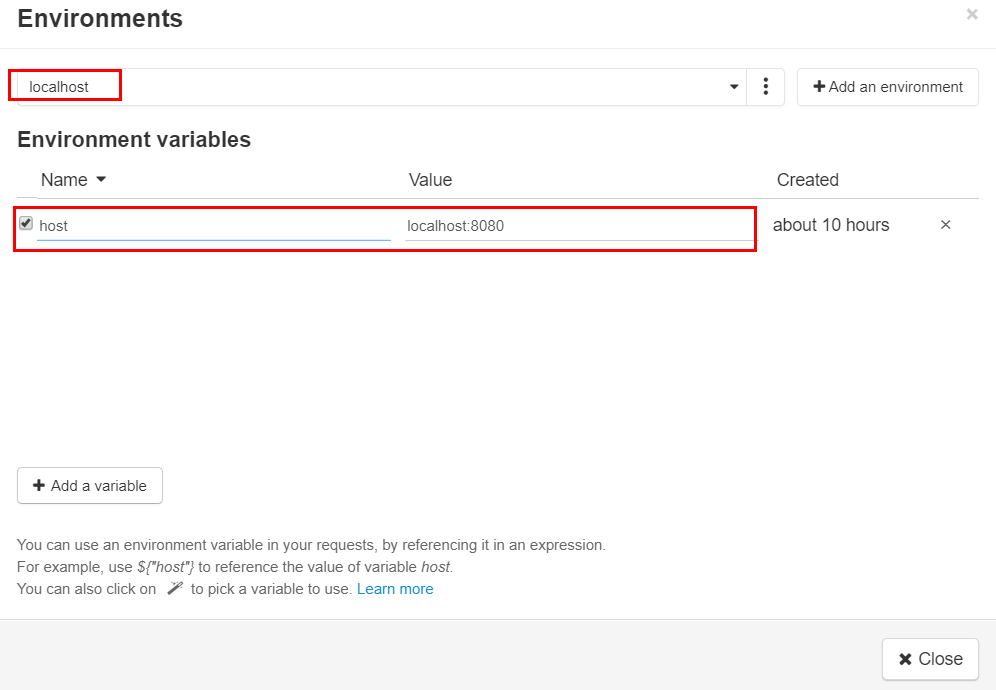 Environments
localhost
Add an environment
Environment variables
Name Value Created
host localhost:8080 about 10 hours
Add a variable
You can use an environment variable in your requests, by referencing it in an expression.
For example, use ${"host"} to reference the value of variable host.
You can also click on to pick a variable to use. Learn more
Close